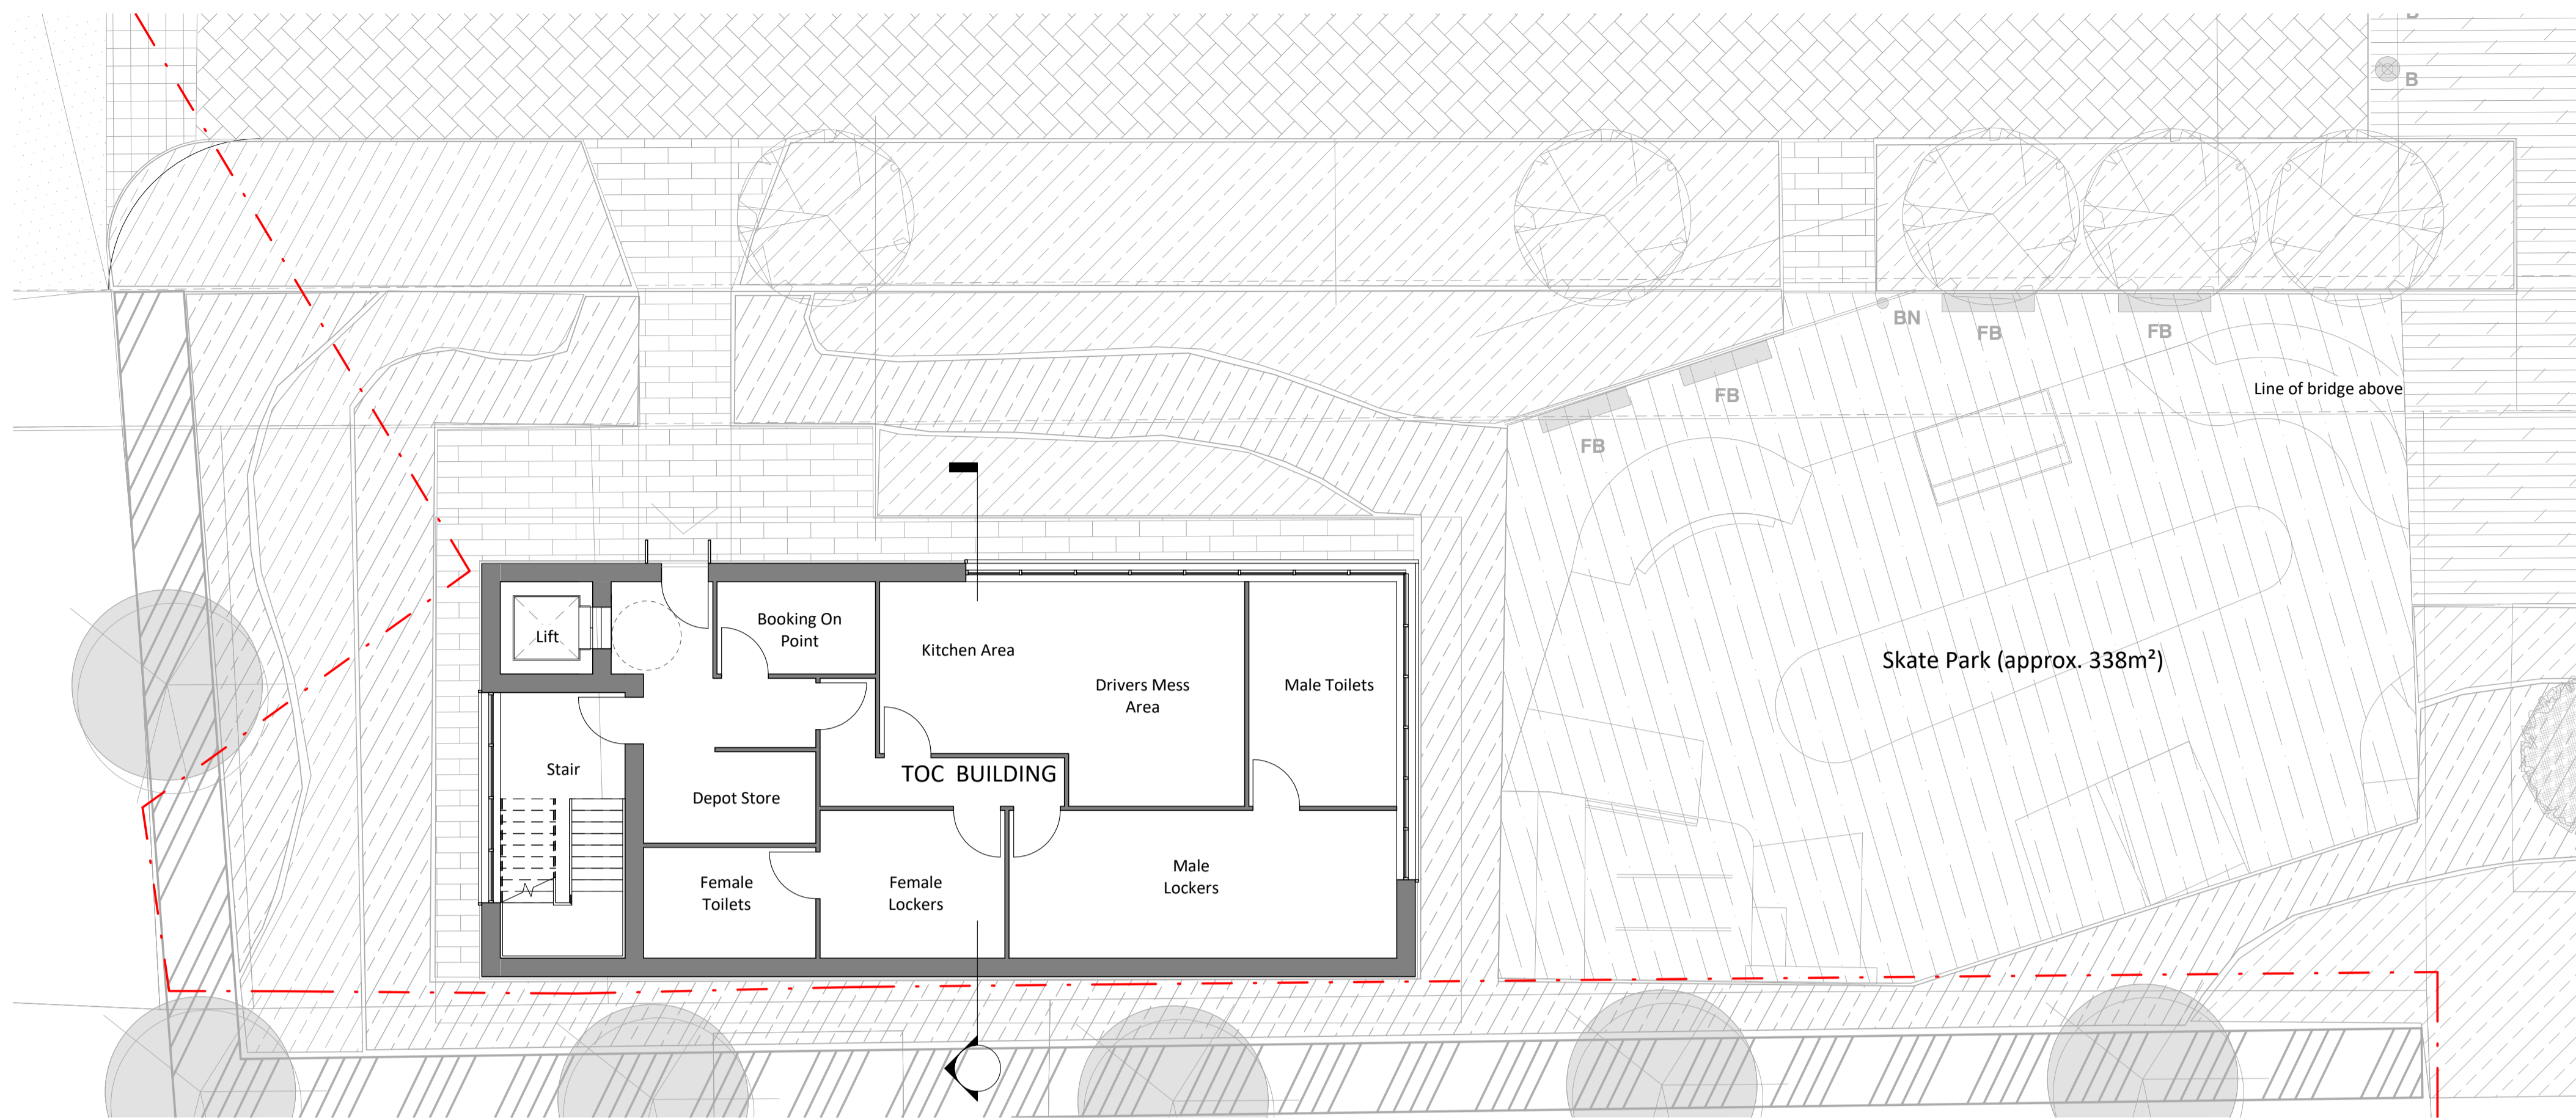 B
BN
FB
FB
FB
FB
Line of bridge above
Booking On
Point
Lift
Kitchen Area
Drivers Mess
Area
Male Toilets
Skate Park (approx. 338m²)
Stair
TOC BUILDING
Depot Store
Female
Toilets
Female
Lockers
Male
Lockers